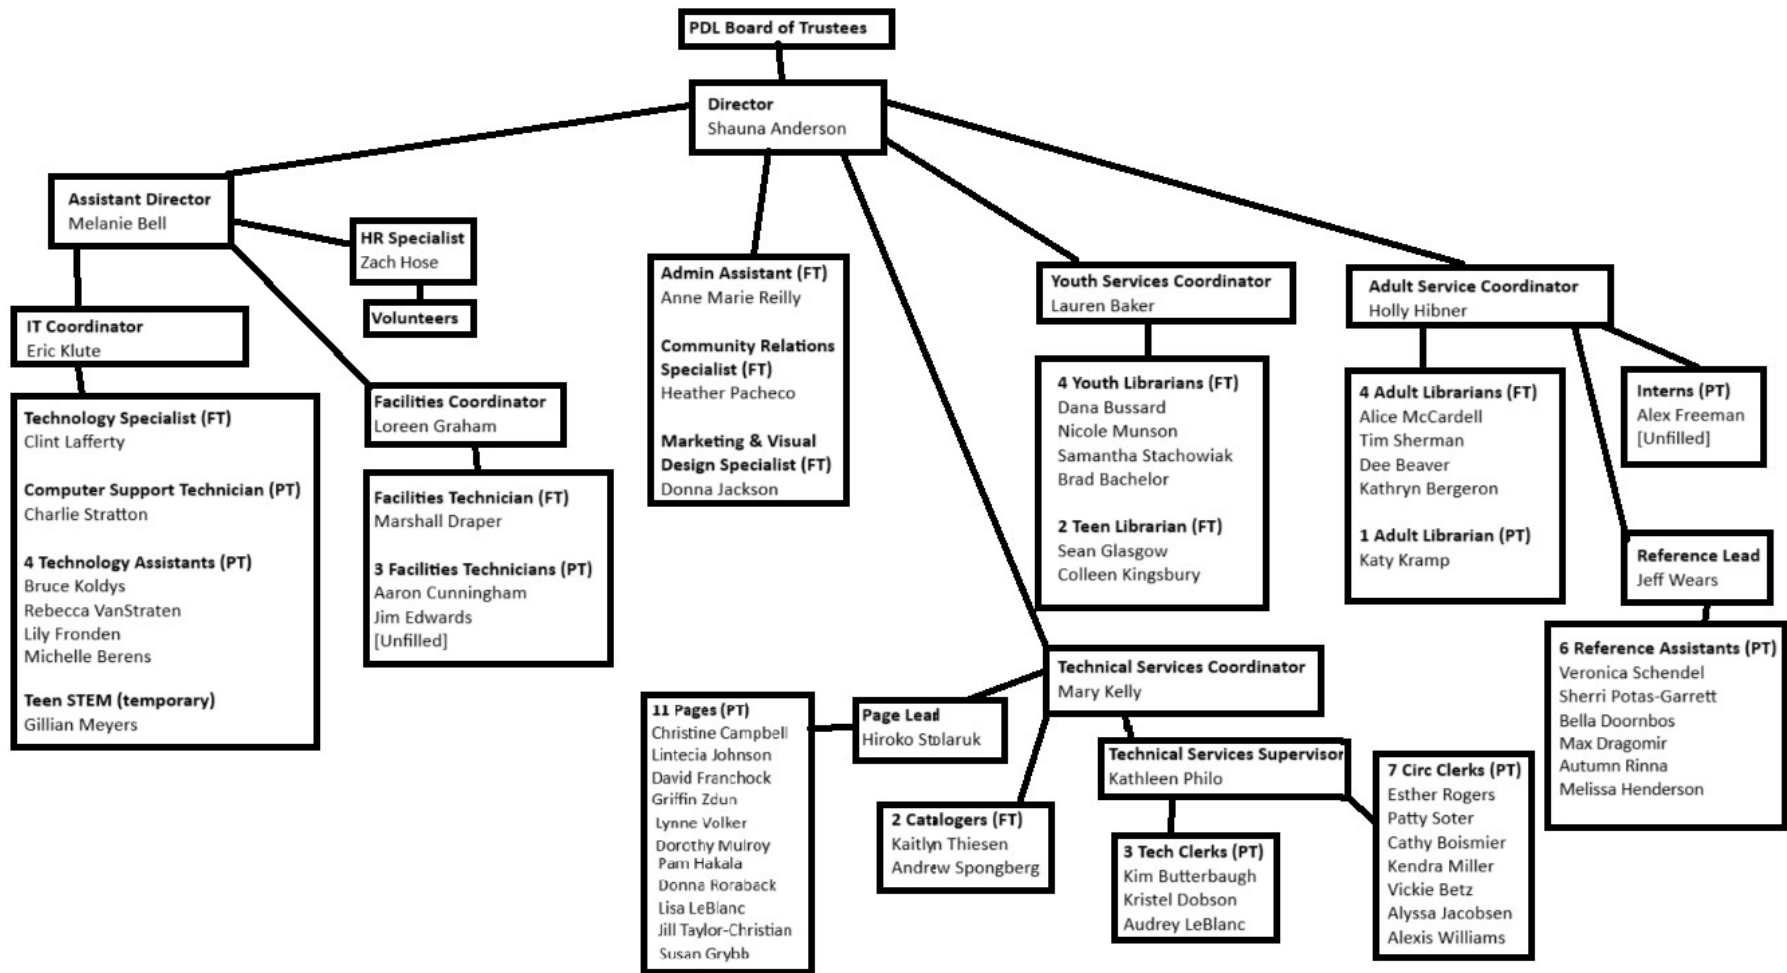 PDL Board of Trustees
Director
Shauna Anderson
Assistant Director
Melanie Bell
HR Specialist
Zach Hose
Volunteers
IT Coordinator
Eric Klute
Technology Specialist (FT)
Clint Lafferty
Computer Support Technician (PT)
Charlie Stratton
4 Technology Assistants (PT)
Bruce Koldys
Rebecca VanStraten
Lily Fronden
Michelle Berens
Teen STEM (temporary)
Gillian Meyers
Facilities Coordinator
Loreen Graham
Facilities Technician (FT)
Marshall Draper
3 Facilities Technicians (PT)
Aaron Cunningham
Jim Edwards
[Unfilled]
Admin Assistant (FT)
Anne Marie Reilly
Community Relations
Specialist (FT)
Heather Pacheco
Marketing & Visual
Design Specialist (FT)
Donna Jackson
Youth Services Coordinator
Lauren Baker
4 Youth Librarians (FT)
Dana Bussard
Nicole Munson
Samantha Stachowiak
Brad Bachelor
2 Teen Librarian (FT)
Sean Glasgow
Colleen Kingsbury
Adult Service Coordinator
Holly Hibner
4 Adult Librarians (FT)
Alice McCardell
Tim Sherman
Dee Beaver
Kathryn Bergeron
1 Adult Librarian (PT)
Katy Kramp
Interns (PT)
Alex Freeman
[Unfilled]
Reference Lead
Jeff Wears
6 Reference Assistants (PT)
Veronica Schendel
Sherri Potas-Garrett
Bella Doornbos
Max Dragomir
Autumn Rinna
Melissa Henderson
Technical Services Coordinator
Mary Kelly
Page Lead
Hiroko Stolaruk
11 Pages (PT)
Christine Campbell
Lintecia Johnson
David Franchock
Griffin Zdun
Lynne Volker
Dorothy Mulroy
Pam Hakala
Donna Roraback
Lisa LeBlanc
Jill Taylor-Christian
Susan Grybb
2 Catalogers (FT)
Kaitlyn Thiesen
Andrew Spongberg
Technical Services Supervisor
Kathleen Philo
3 Tech Clerks (PT)
Kim Butterbaugh
Kristel Dobson
Audrey LeBlanc
7 Circ Clerks (PT)
Esther Rogers
Patty Soter
Cathy Boismier
Kendra Miller
Vickie Betz
Alyssa Jacobsen
Alexis Williams